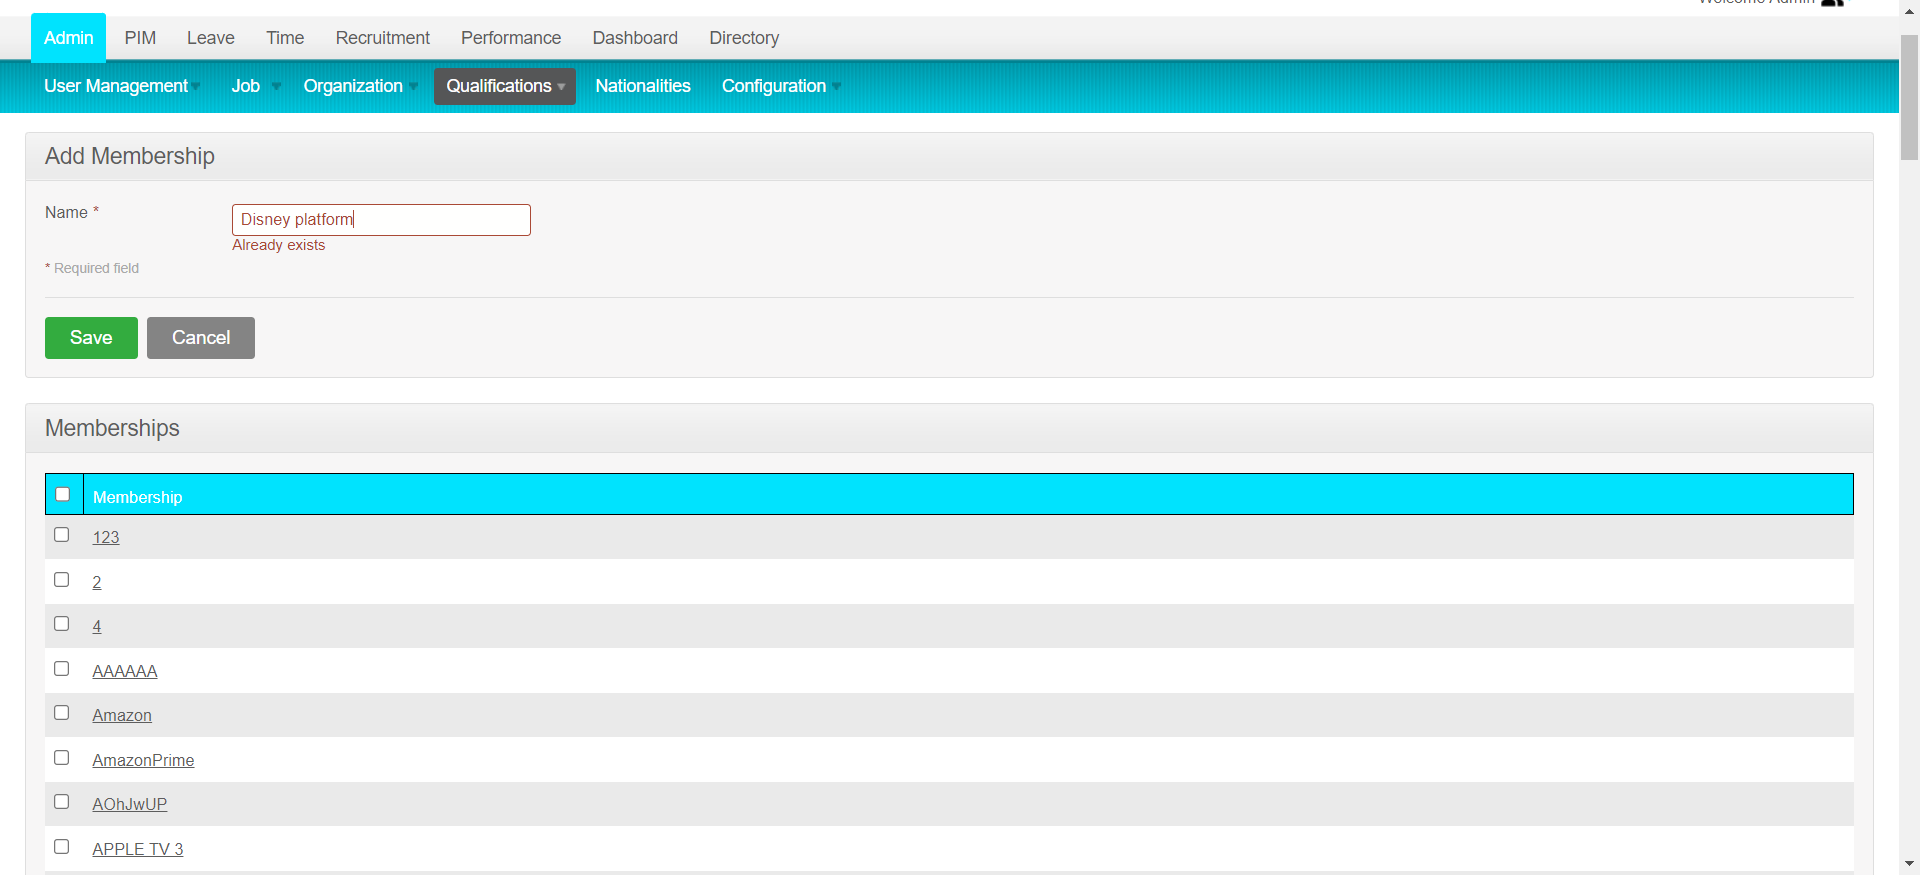 Welcome Admin
Admin PIM Leave Time Recruitment Performance Dashboard Directory
User Management Job Organization Qualifications Nationalities Configuration
Add Membership
Name *
Disney platform
Already exists
* Required field
Save Cancel
Memberships
Membership
123
2
4
AAAAAA
Amazon
AmazonPrime
AOhJwUP
APPLE TV 3